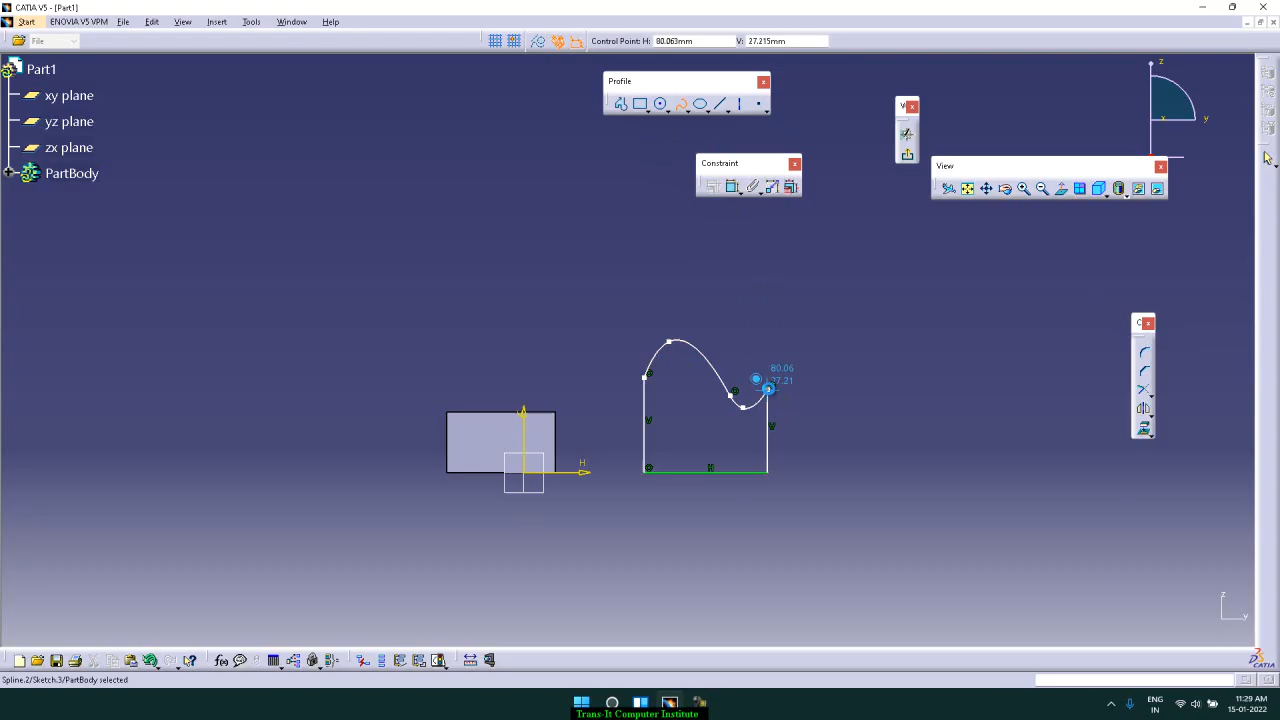 CATIA V5 - [Part1]
Start ENOVIA V5 VPM File Edit View Insert Tools Window Help
File Control Point: H: 80.063mm V: 27.215mm
Part1
xy plane
yz plane
zx plane
PartBody
Profile
Constraint
View
z
x
y
80.06
27.21
V
V
H
H
z
y
f(x)
Spline.2/Sketch.3/PartBody selected
ENG
IN
11:29 AM
15-01-2022
Trans-It Computer Institute